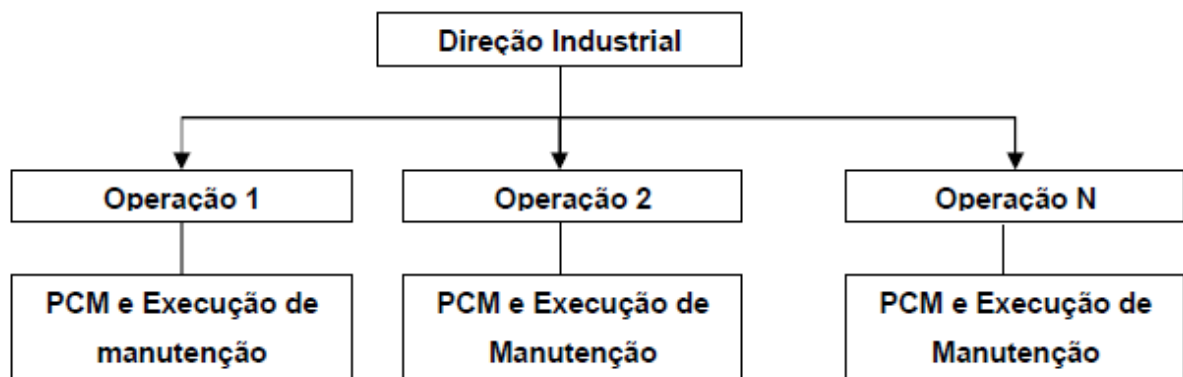 Direção Industrial
Operação 1
Operação 2
Operação N
PCM e Execução de
manutenção
PCM e Execução de
Manutenção
PCM e Execução de
Manutenção